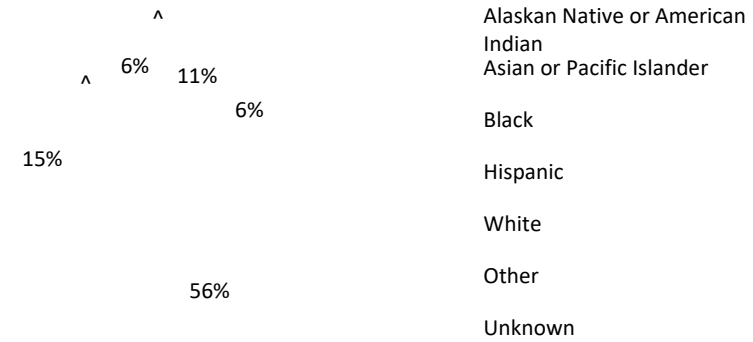 ^
6%
11%
^
6%
15%
56%
Alaskan Native or American
Indian
Asian or Pacific Islander
Black
Hispanic
White
Other
Unknown